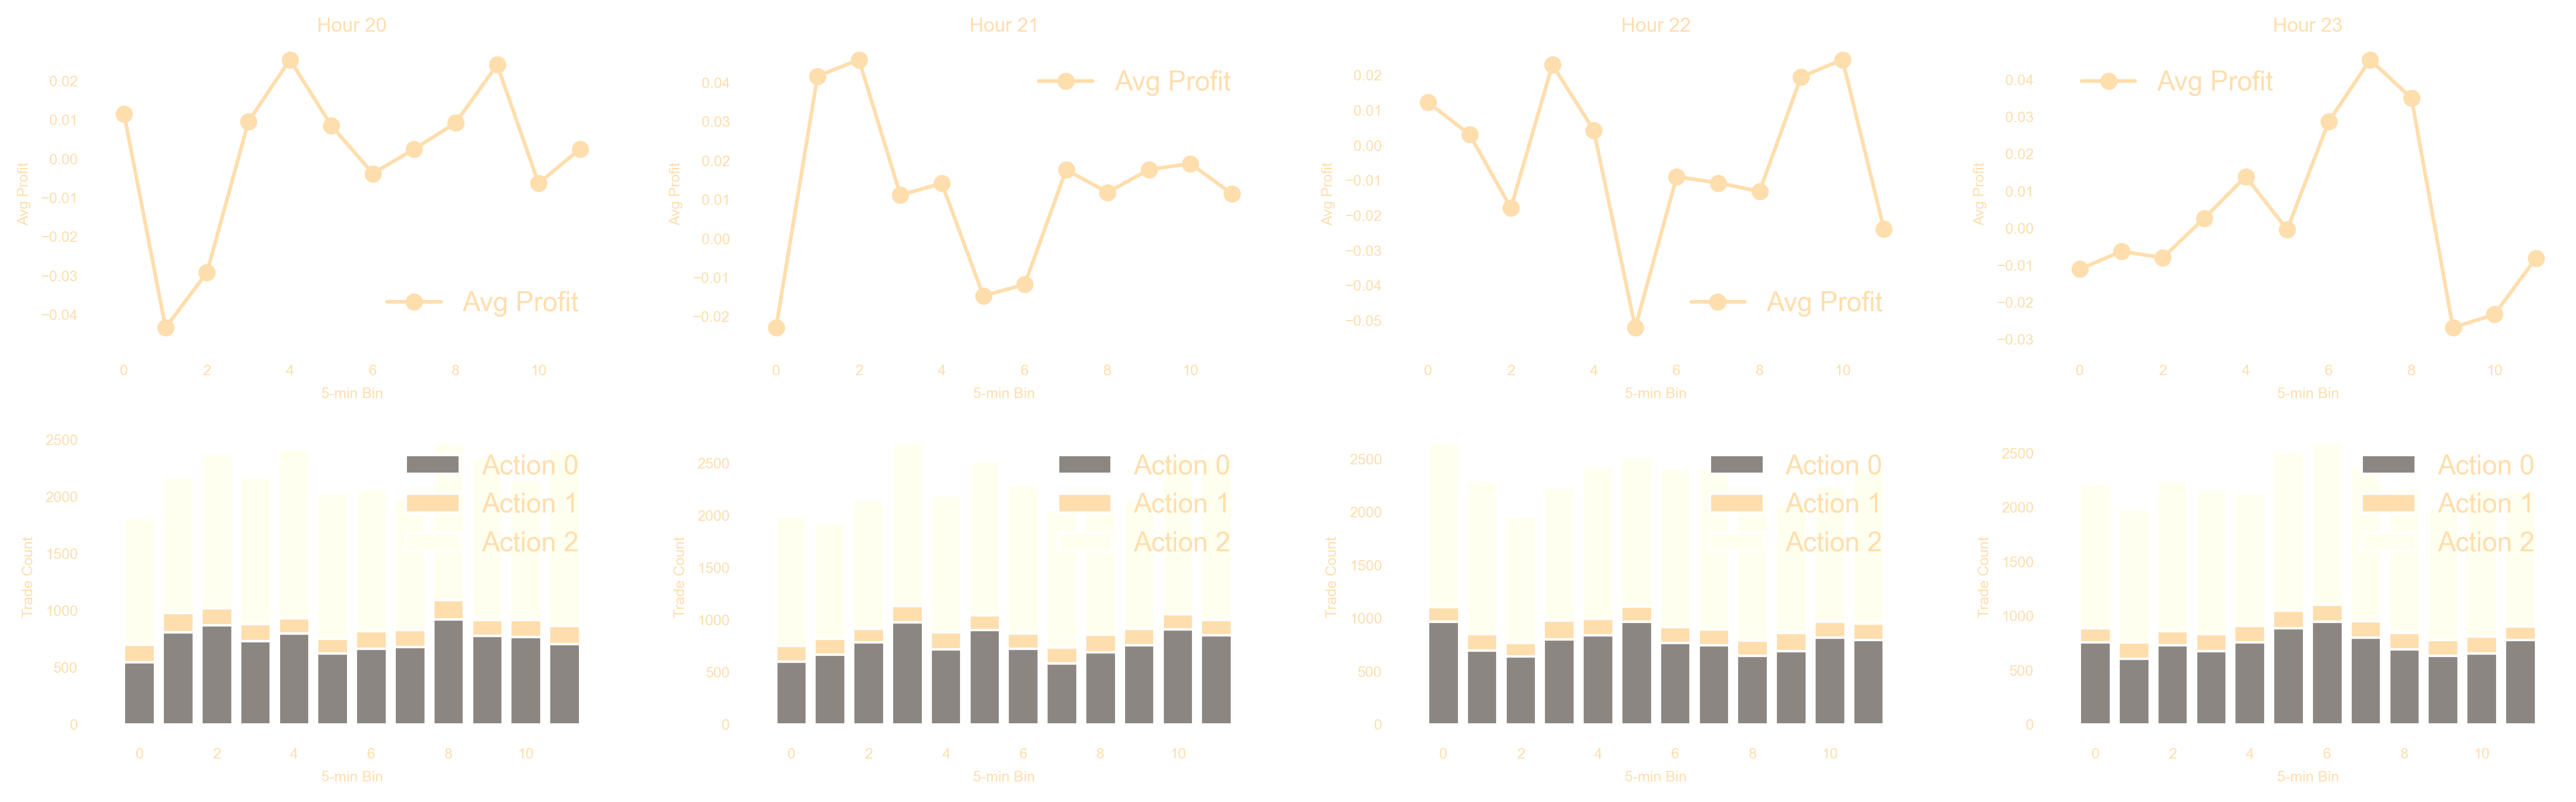 Hour 20
0.02
0.01
0.00
−0.01
−0.02
−0.03
−0.04
Avg Profit
Avg Profit
0 2 4 6 8 10
5-min Bin
Hour 21
0.04
0.03
0.02
0.01
0.00
−0.01
−0.02
Avg Profit
Avg Profit
0 2 4 6 8 10
5-min Bin
Hour 22
0.02
0.01
0.00
−0.01
−0.02
−0.03
−0.04
−0.05
Avg Profit
Avg Profit
0 2 4 6 8 10
5-min Bin
Hour 23
0.04
0.03
0.02
0.01
0.00
−0.01
−0.02
−0.03
Avg Profit
Avg Profit
0 2 4 6 8 10
5-min Bin
2500
2000
1500
1000
500
0
Trade Count
Action 0
Action 1
Action 2
0 2 4 6 8 10
5-min Bin
2500
2000
1500
1000
500
0
Trade Count
Action 0
Action 1
Action 2
0 2 4 6 8 10
5-min Bin
2500
2000
1500
1000
500
0
Trade Count
Action 0
Action 1
Action 2
0 2 4 6 8 10
5-min Bin
2500
2000
1500
1000
500
0
Trade Count
Action 0
Action 1
Action 2
0 2 4 6 8 10
5-min Bin